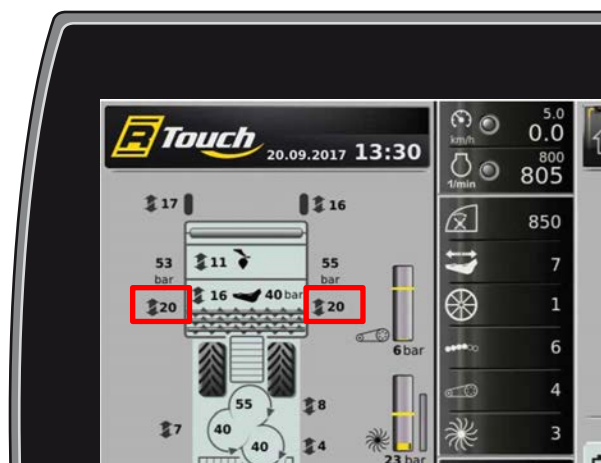 R Touch 20.09.2017 13:30
5.0
km/h 0.0
800
1/min 805
17 16
850
53 11 55
bar bar
7
20 16 40 bar 20
1
6 bar
6
55 8
4
7 40 40 4
3
23 bar